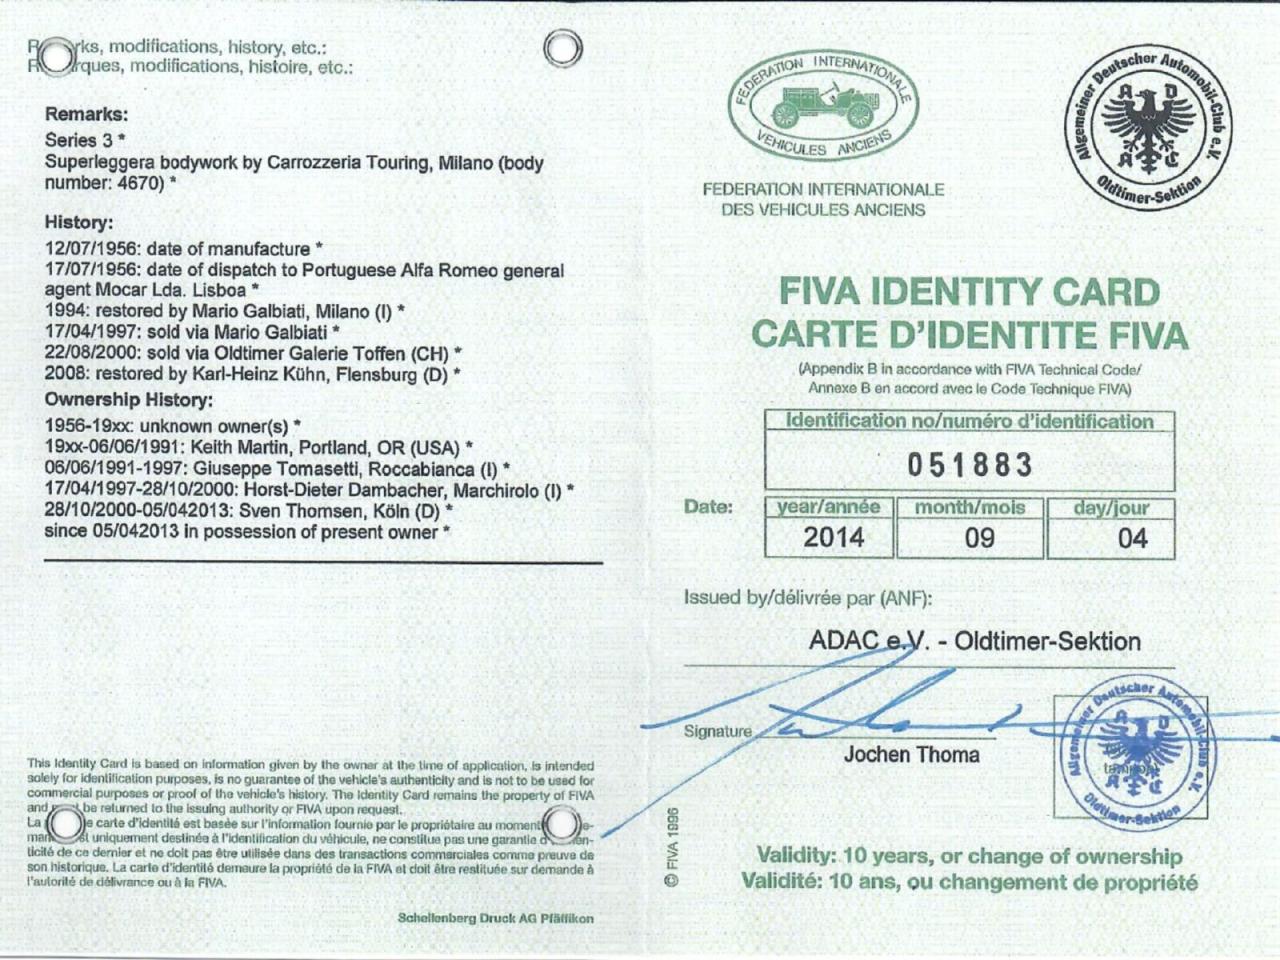 Remarks, modifications, history, etc.:
Remarques, modifications, histoire, etc.:
Remarks:
Series 3 *
Superleggera bodywork by Carrozzeria Touring, Milano (body
number: 4670) *
History:
12/07/1956: date of manufacture *
17/07/1956: date of dispatch to Portuguese Alfa Romeo general
agent Mocar Lda. Lisboa *
1994: restored by Mario Galbiati, Milano (I) *
17/04/1997: sold via Mario Galbiati *
22/08/2000: sold via Oldtimer Galerie Toffen (CH) *
2008: restored by Karl-Heinz Kühn, Flensburg (D) *
Ownership History:
1956-19xx: unknown owner(s) *
19xx-06/06/1991: Keith Martin, Portland, OR (USA) *
06/06/1991-1997: Giuseppe Tomasetti, Roccabianca (I) *
17/04/1997-28/10/2000: Horst-Dieter Dambacher, Marchirolo (I) *
28/10/2000-05/042013: Sven Thomsen, Köln (D) *
since 05/042013 in possession of present owner *
This Identity Card is based on information given by the owner at the time of application, is intended
solely for identification purposes, is no guarantee of the vehicle's authenticity and is not to be used for
commercial purposes or proof of the vehicle's history. The Identity Card remains the property of FIVA
and be returned to the issuing authority or FIVA upon request.
La carte d'identité est basée sur l'information fournie par le propriétaire au moment
uniquement destinée à l'identification du véhicule, ne constitue pas une garantie
ticité de ce dernier et ne doit pas être utilisée dans des transactions commerciales comme preuve de
son historique. La carte d'identité demeure la propriété de la FIVA et doit être restituée sur demande à
l'autorité de délivrance ou à la FIVA.
Schellenberg Druck AG Pfäffikon
FEDERATION INTERNATIONALE
VEHICULES ANCIENS
FEDERATION INTERNATIONALE
DES VEHICULES ANCIENS
Allgemeiner Deutscher Automobil-Club e.V.
A D
A C
Oldtimer-Sektion
FIVA IDENTITY CARD
CARTE D'IDENTITE FIVA
(Appendix B in accordance with FIVA Technical Code/
Annexe B en accord avec le Code Technique FIVA)
Identification no/numéro d'identification
051883
Date: year/année month/mois day/jour
2014 09 04
Issued by/délivrée par (ANF):
ADAC e.V. - Oldtimer-Sektion
Signature
Jochen Thoma
Allgemeiner Deutscher Automobil-Club e.V.
A D
A C
Oldtimer-Sektion
© FIVA 1996
Validity: 10 years, or change of ownership
Validité: 10 ans, ou changement de propriété